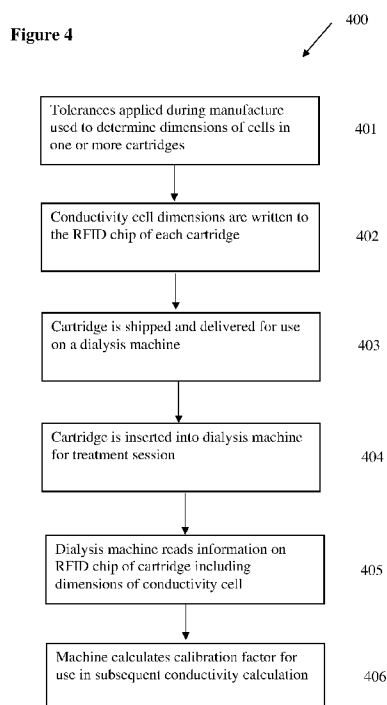 400
Figure 4
Tolerances applied during manufacture
used to determine dimensions of cells in
one or more cartridges
401
Conductivity cell dimensions are written to
the RFID chip of each cartridge
402
Cartridge is shipped and delivered for use
on a dialysis machine
403
Cartridge is inserted into dialysis machine
for treatment session
404
Dialysis machine reads information on
RFID chip of cartridge including
dimensions of conductivity cell
405
Machine calculates calibration factor for
use in subsequent conductivity calculation
406